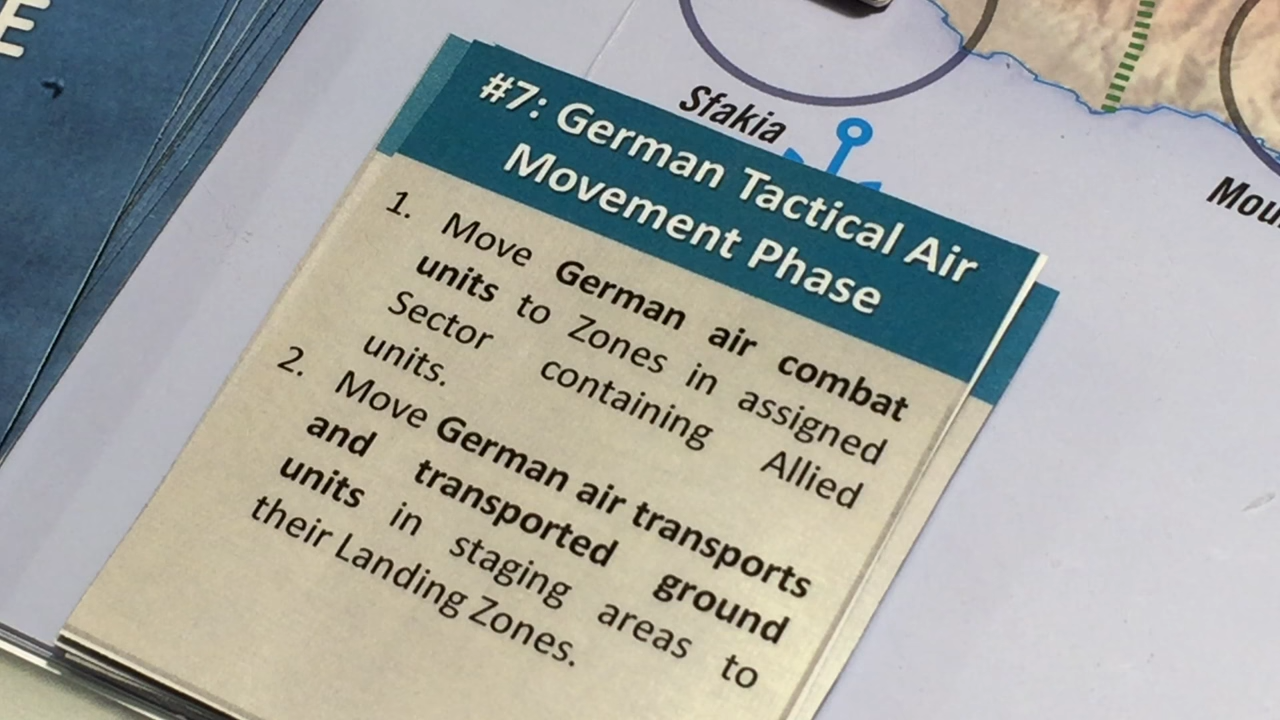 E
Sfakia
#7: German Tactical Air
Movement Phase
1. Move German air combat
units to Zones in assigned
Sector containing Allied
units.
2. Move German air transports
and transported ground
units in staging areas to
their Landing Zones.
Mou